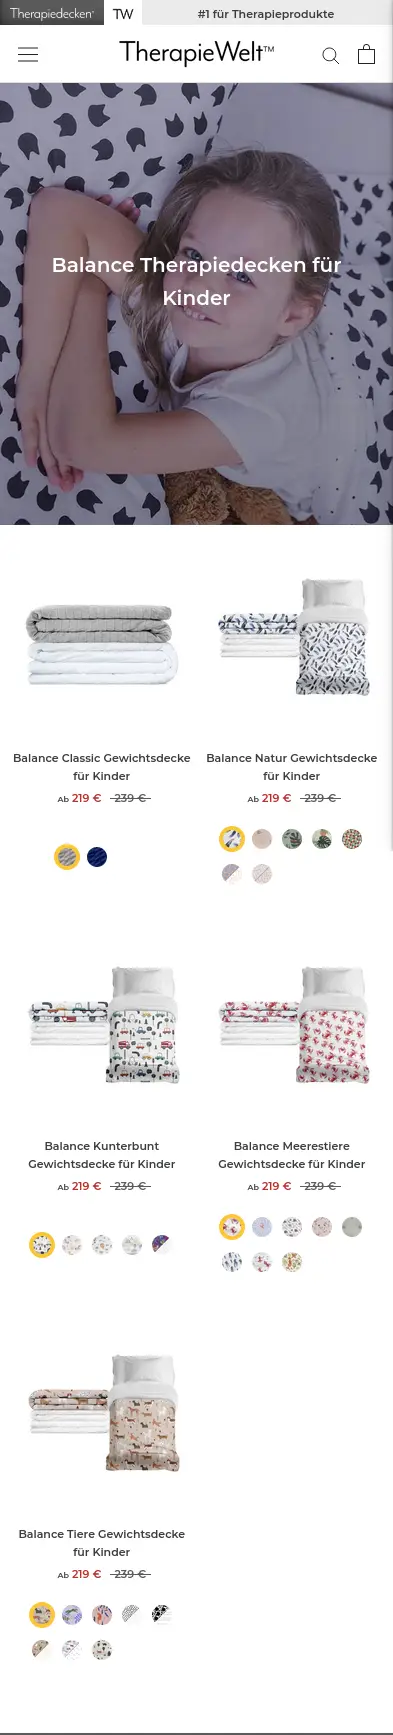 Therapiedecken® TW #1 für Therapieprodukte
TherapieWelt™
Balance Therapiedecken für
Kinder
Balance Classic Gewichtsdecke
für Kinder
Ab 219 € 239 €
Balance Natur Gewichtsdecke
für Kinder
Ab 219 € 239 €
Balance Kunterbunt
Gewichtsdecke für Kinder
Ab 219 € 239 €
Balance Meerestiere
Gewichtsdecke für Kinder
Ab 219 € 239 €
Balance Tiere Gewichtsdecke
für Kinder
Ab 219 € 239 €